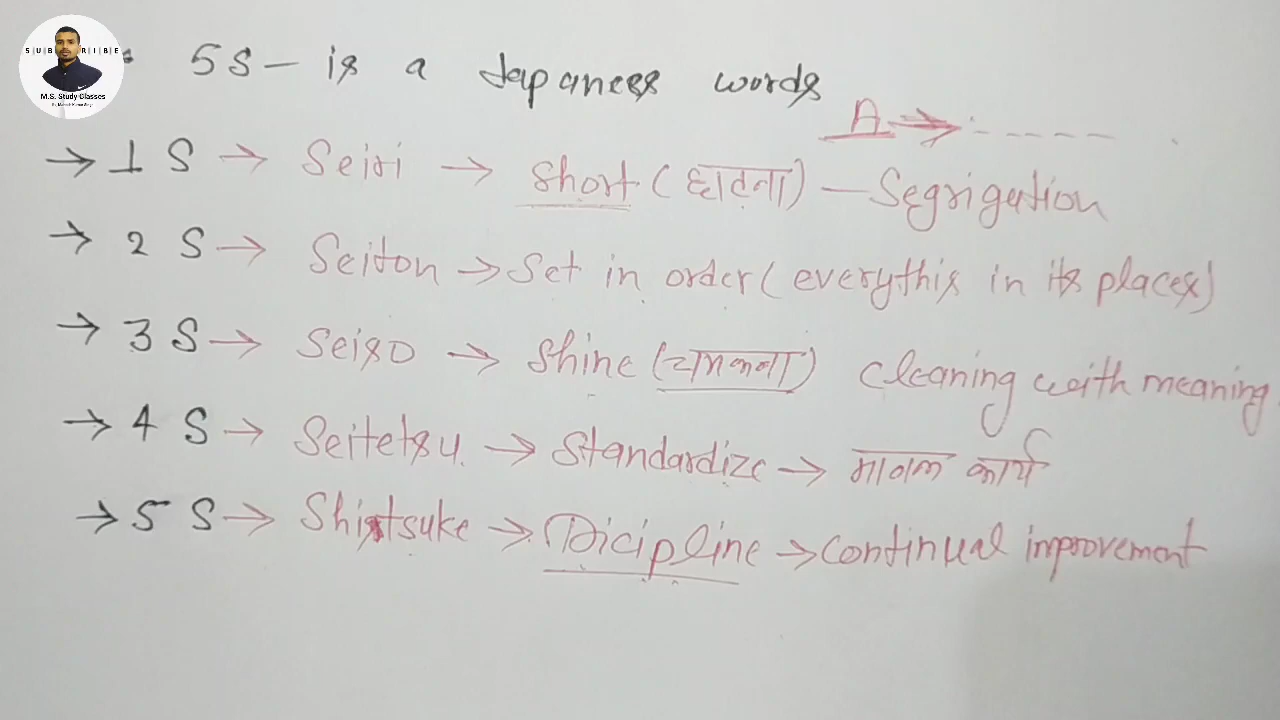 SUBSCRIBE
M.S. Study Classes
5S — is a Japaness words
A → - - - - -
→ 1 S → Seiri → Short (छाटना) — Segrigation
→ 2 S → Seiton → Set in order (everythis in its places)
→ 3 S → Seiso → Shine (चमकना) Cleaning with meaning
→ 4 S → Seitetsu → Standardize → मानक कार्य
→ 5 S → Shitsuke → Dicipline → Continual improvement